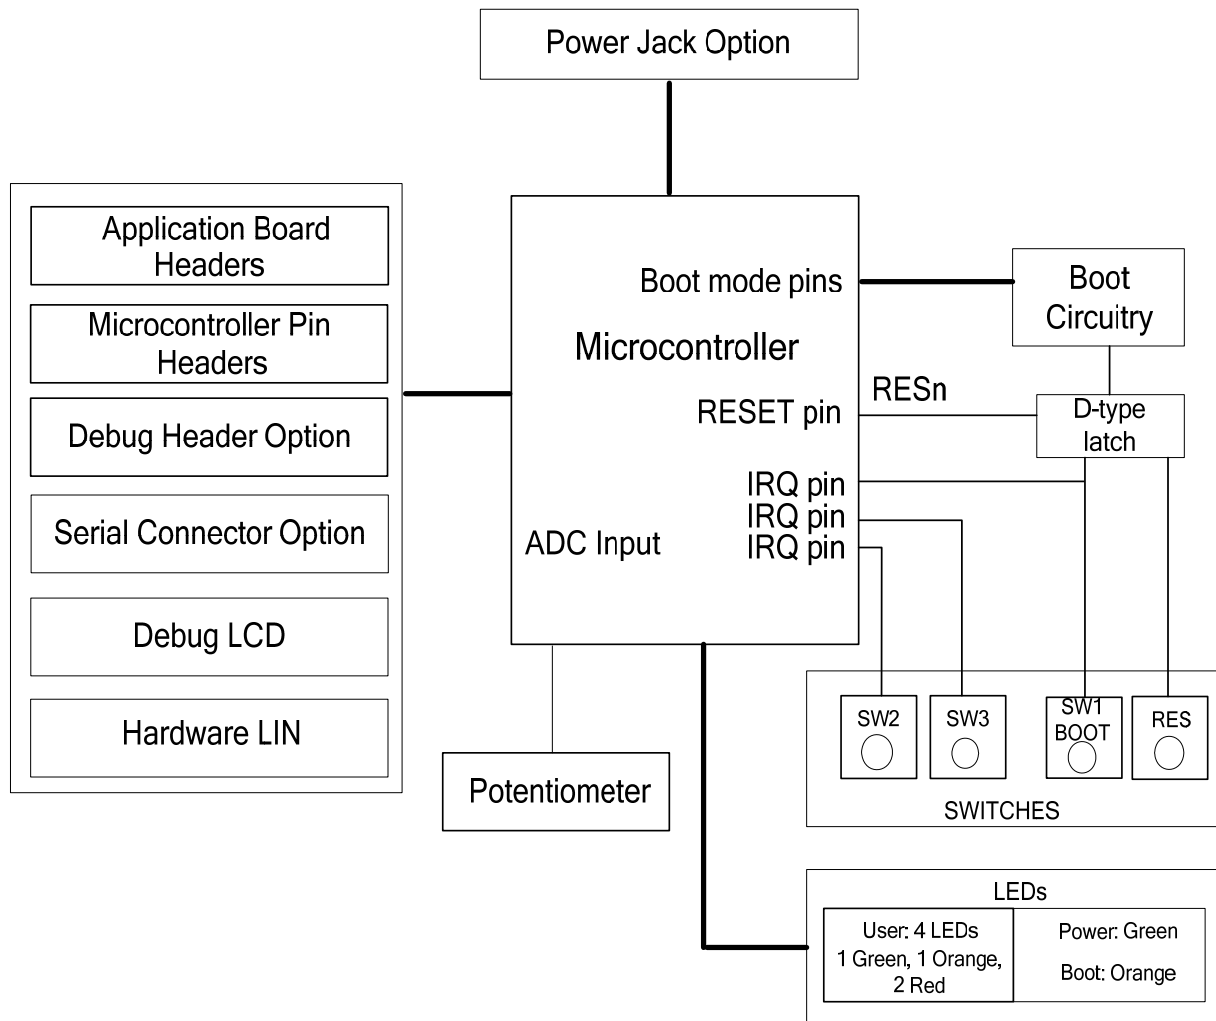 Power Jack Option
Application Board
Headers
Microcontroller Pin
Headers
Debug Header Option
Serial Connector Option
Debug LCD
Hardware LIN
Boot mode pins
Microcontroller
RESET pin
IRQ pin
IRQ pin
IRQ pin
ADC Input
RESn
Boot
Circuitry
D-type
latch
Potentiometer
SW2
SW3
SW1
BOOT
RES
SWITCHES
LEDs
User: 4 LEDs
1 Green, 1 Orange,
2 Red
Power: Green
Boot: Orange